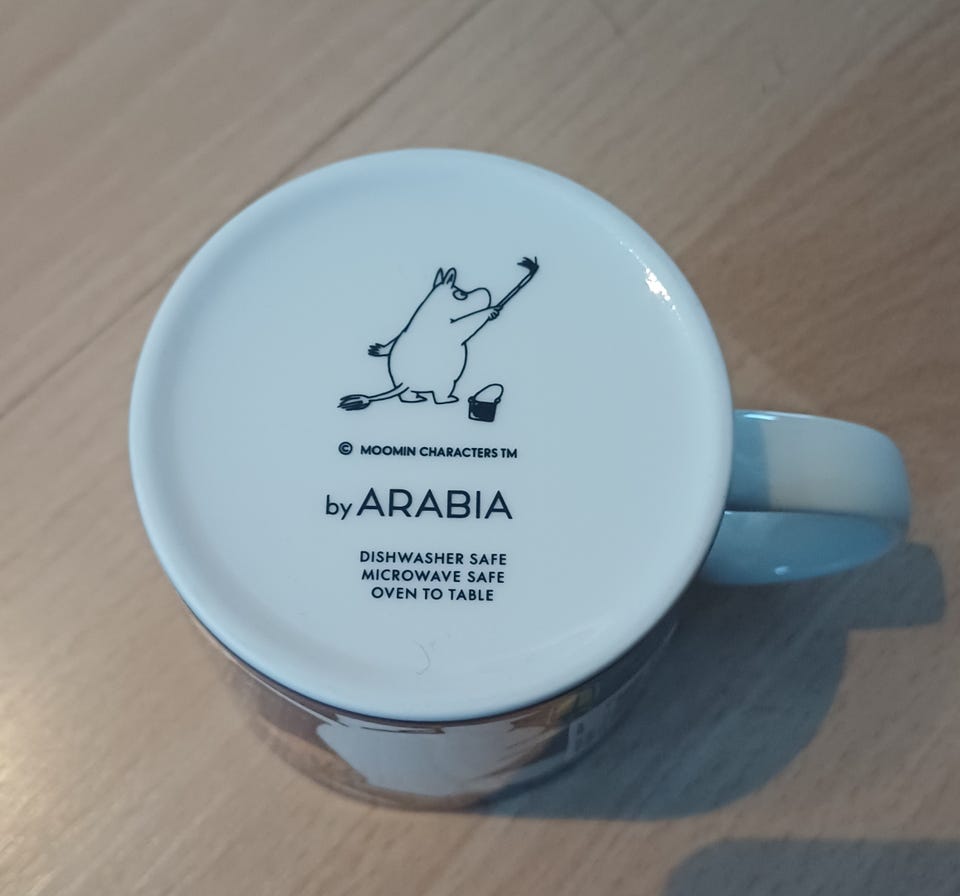 © MOOMIN CHARACTERS TM
by ARABIA
DISHWASHER SAFE
MICROWAVE SAFE
OVEN TO TABLE